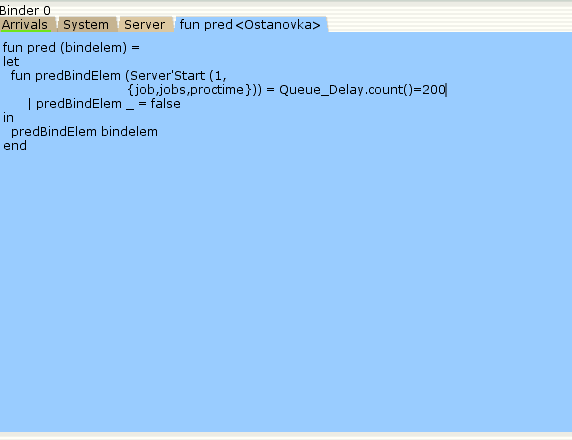 Binder 0
Arrivals System Server fun pred<Ostanovka>
fun pred (bindelem) =
let
fun predBindElem (Server'Start (1,
{job,jobs,proctime})) = Queue_Delay.count()=200
| predBindElem _ = false
in
predBindElem bindelem
end